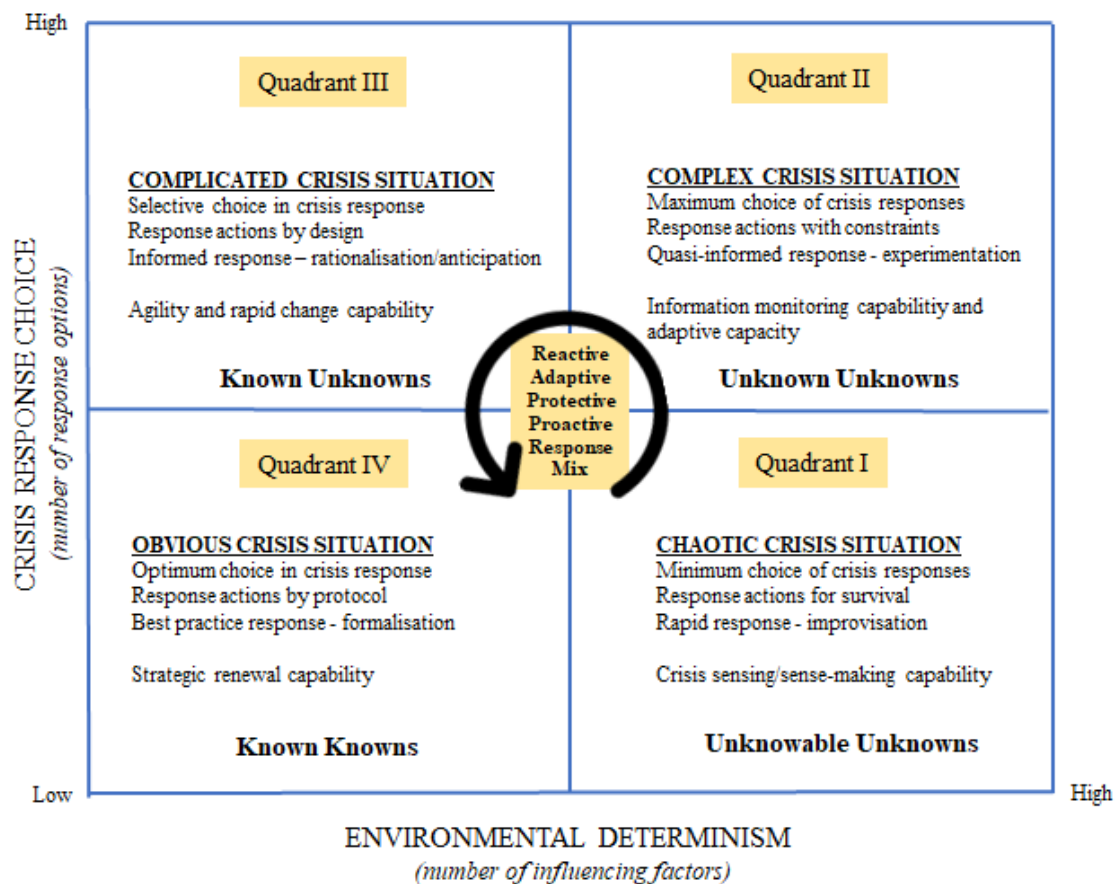 High
Quadrant III
COMPLICATED CRISIS SITUATION
Selective choice in crisis response
Response actions by design
Informed response – rationalisation/anticipation
Agility and rapid change capability
Known Unknowns
Quadrant II
COMPLEX CRISIS SITUATION
Maximum choice of crisis responses
Response actions with constraints
Quasi-informed response - experimentation
Information monitoring capabilitiy and
adaptive capacity
Unknown Unknowns
Reactive
Adaptive
Protective
Proactive
Response
Mix
CRISIS RESPONSE CHOICE
(number of response options)
Quadrant IV
OBVIOUS CRISIS SITUATION
Optimum choice in crisis response
Response actions by protocol
Best practice response - formalisation
Strategic renewal capability
Known Knowns
Quadrant I
CHAOTIC CRISIS SITUATION
Minimum choice of crisis responses
Response actions for survival
Rapid response - improvisation
Crisis sensing/sense-making capability
Unknowable Unknowns
Low
High
ENVIRONMENTAL DETERMINISM
(number of influencing factors)